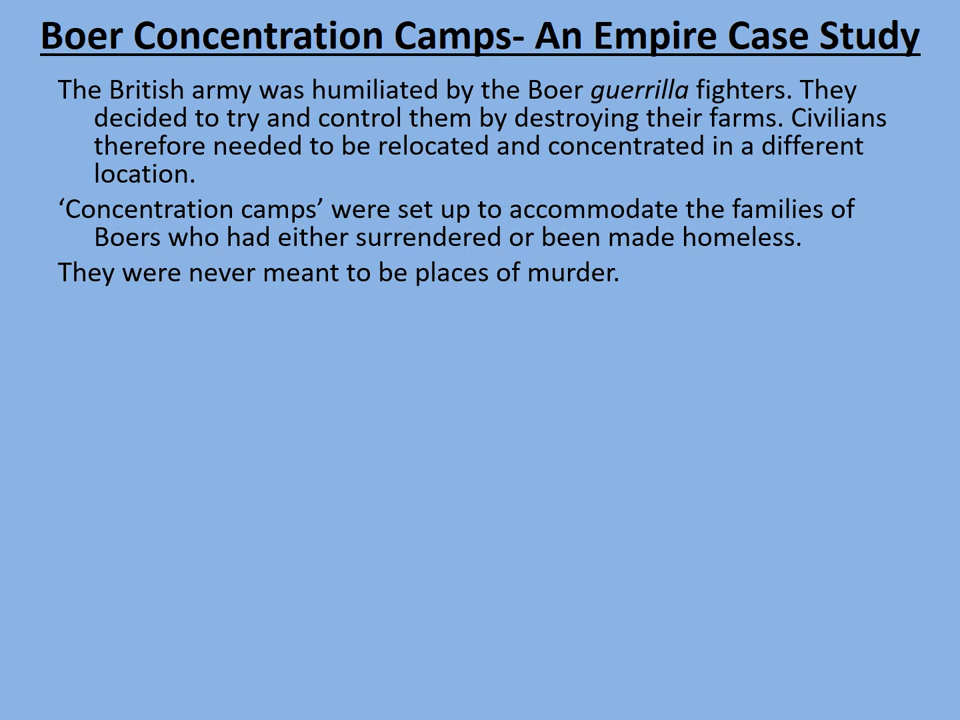 Boer Concentration Camps- An Empire Case Study
The British army was humiliated by the Boer guerrilla fighters. They
decided to try and control them by destroying their farms. Civilians
therefore needed to be relocated and concentrated in a different
location.
‘Concentration camps’ were set up to accommodate the families of
Boers who had either surrendered or been made homeless.
They were never meant to be places of murder.